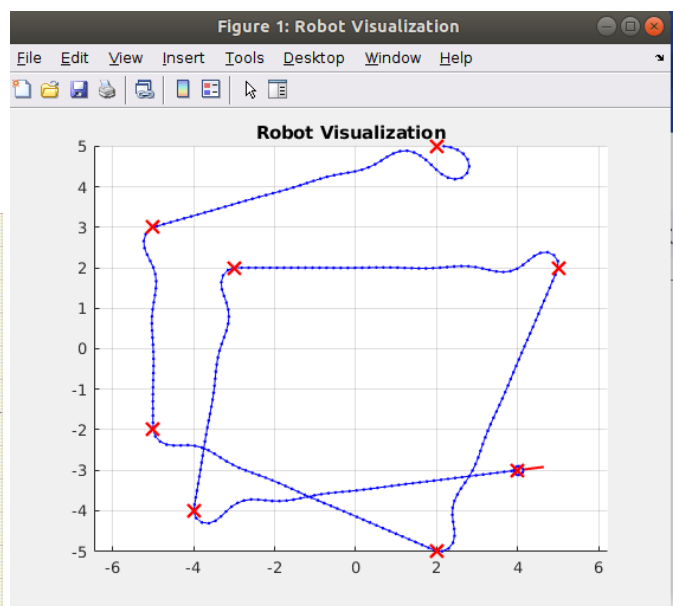 Figure 1: Robot Visualization
File Edit View Insert Tools Desktop Window Help
Robot Visualization
5
4
3
2
1
0
-1
-2
-3
-4
-5
-6 -4 -2 0 2 4 6